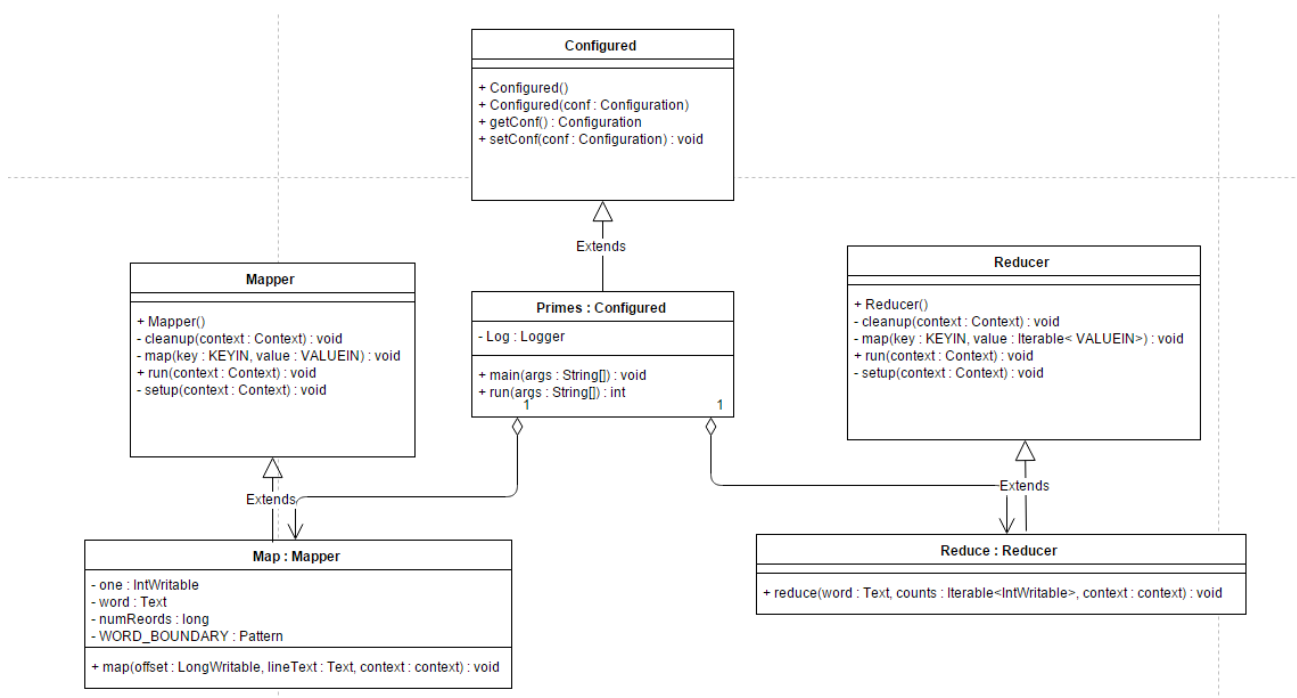 Configured
+ Configured()
+ Configured(conf : Configuration)
+ getConf() : Configuration
+ setConf(conf : Configuration) : void
Extends
Mapper
+ Mapper()
- cleanup(context : Context) : void
- map(key : KEYIN, value : VALUEIN) : void
+ run(context : Context) : void
- setup(context : Context) : void
Primes : Configured
- Log : Logger
+ main(args : String[]) : void
+ run(args : String[]) : int
1
1
Reducer
+ Reducer()
- cleanup(context : Context) : void
- map(key : KEYIN, value : Iterable< VALUEIN>) : void
+ run(context : Context) : void
- setup(context : Context) : void
Extends
Extends
Map : Mapper
- one : IntWritable
- word : Text
- numReords : long
- WORD_BOUNDARY : Pattern
+ map(offset : LongWritable, lineText : Text, context : context) : void
Reduce : Reducer
+ reduce(word : Text, counts : Iterable<IntWritable>, context : context) : void